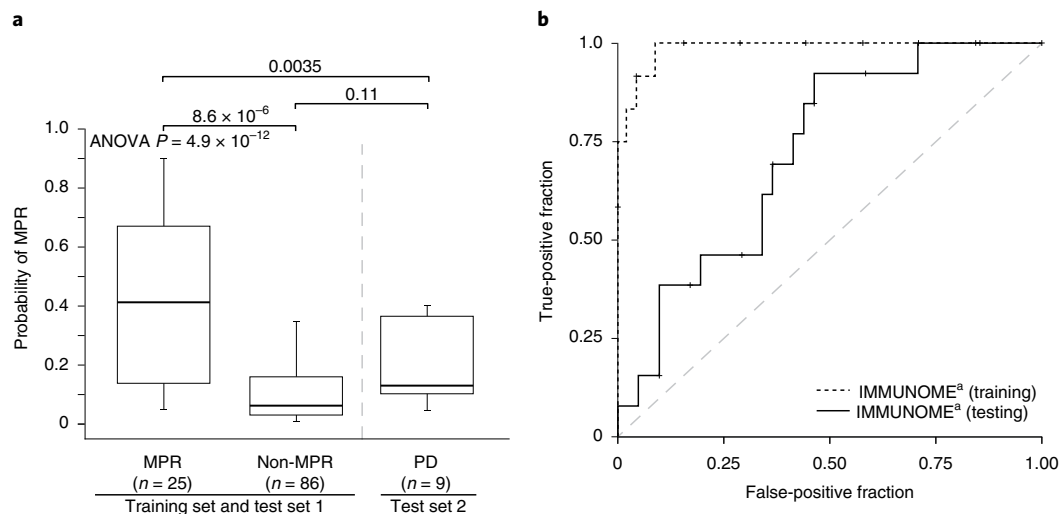 a
0.0035
0.11
8.6 × 10–6
ANOVA P = 4.9 × 10–12
1.0
0.8
0.6
0.4
0.2
0
Probability of MPR
MPR
(n = 25)
Non-MPR
(n = 86)
PD
(n = 9)
Training set and test set 1
Test set 2
b
1.0
0.75
0.50
0.25
0
True-positive fraction
IMMUNOMEa (training)
IMMUNOMEa (testing)
0
0.25
0.50
0.75
1.00
False-positive fraction